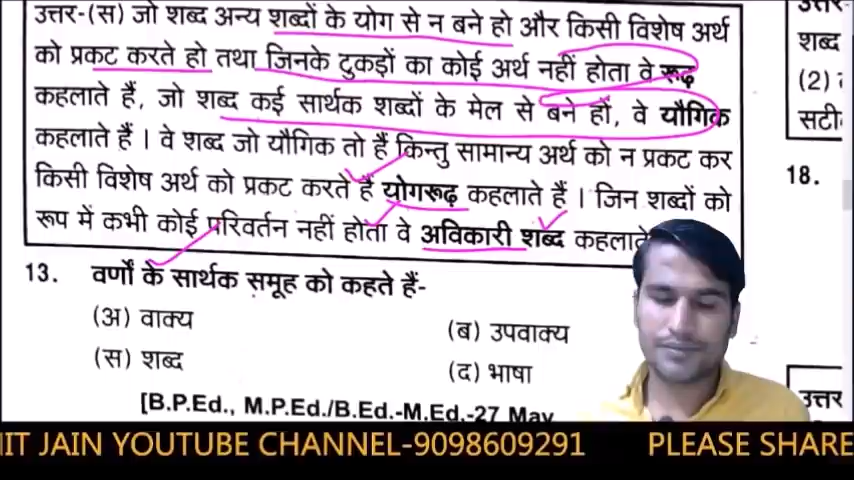 उत्तर-(स) जो शब्द अन्य शब्दों के योग से न बने हो और किसी विशेष अर्थ
को प्रकट करते हो तथा जिनके टुकड़ों का कोई अर्थ नहीं होता वे रूढ़
कहलाते हैं, जो शब्द कई सार्थक शब्दों के मेल से बने हों, वे यौगिक
कहलाते हैं । वे शब्द जो यौगिक तो हैं किन्तु सामान्य अर्थ को न प्रकट कर
किसी विशेष अर्थ को प्रकट करते हैं योगरूढ़ कहलाते हैं । जिन शब्दों को
रूप में कभी कोई परिवर्तन नहीं होता वे अविकारी शब्द कहलाते
13. वर्णों के सार्थक समूह को कहते हैं-
(अ) वाक्य
(ब) उपवाक्य
(स) शब्द
(द) भाषा
[B.P.Ed., M.P.Ed./B.Ed.-M.Ed.-27 May
शब्द
(2)
सटी
18.
उत्तर
JAIN YOUTUBE CHANNEL-9098609291 PLEASE SHARE